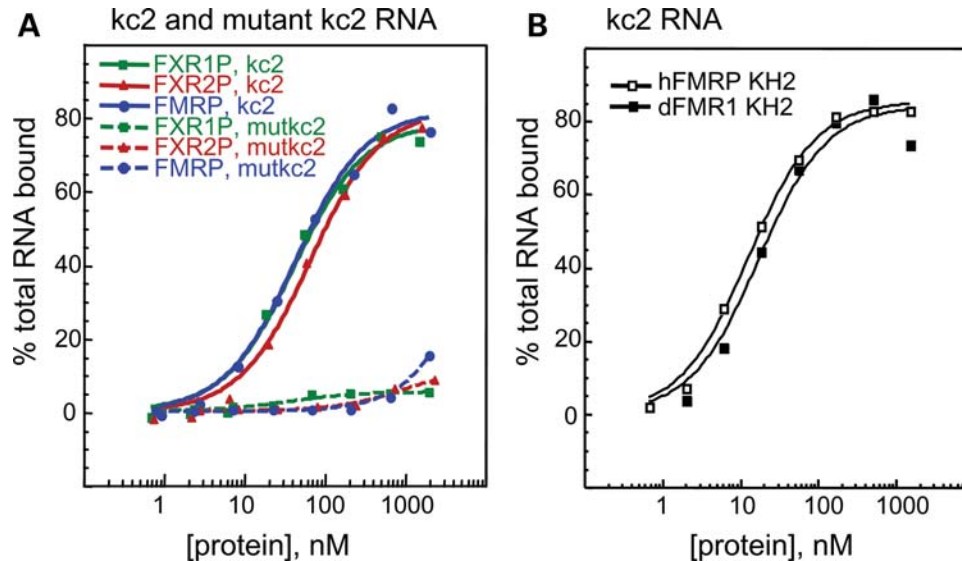 A
kc2 and mutant kc2 RNA
FXR1P, kc2
FXR2P, kc2
FMRP, kc2
FXR1P, mutkc2
FXR2P, mutkc2
FMRP, mutkc2
% total RNA bound
80
60
40
20
0
1 10 100 1000
[protein], nM
B
kc2 RNA
hFMRP KH2
dFMR1 KH2
% total RNA bound
80
60
40
20
0
1 10 100 1000
[protein], nM